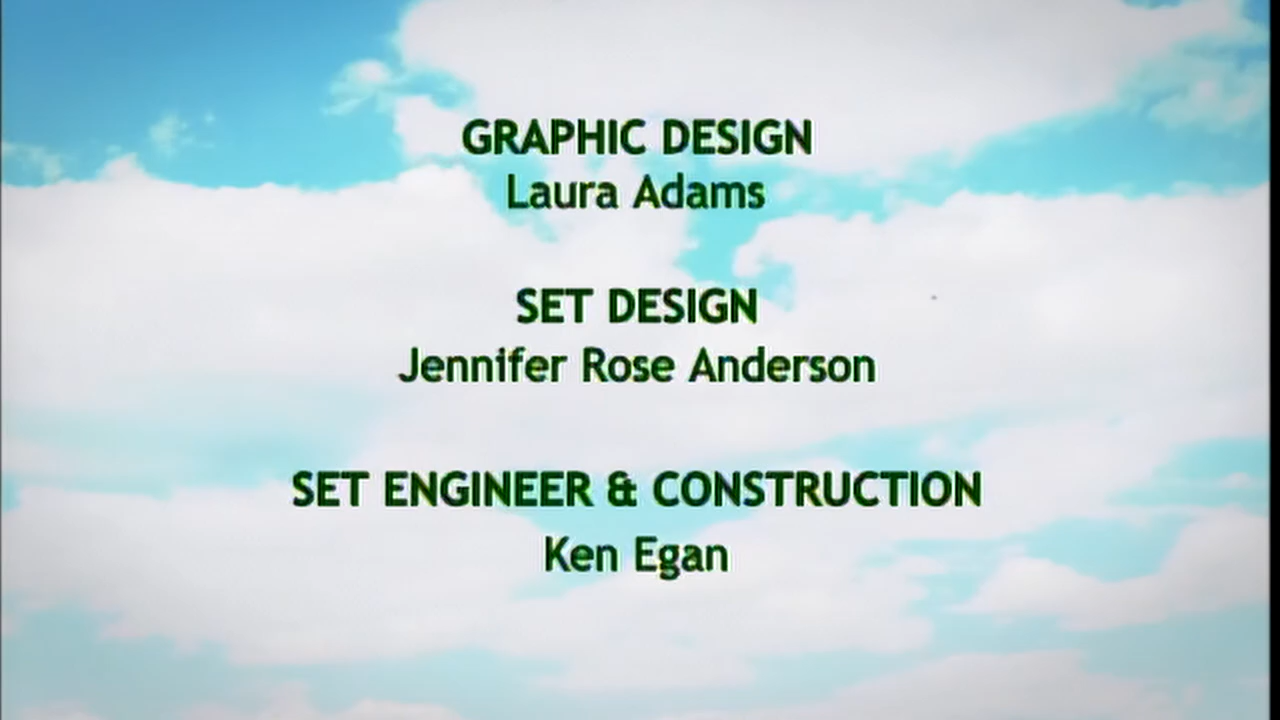 GRAPHIC DESIGN
Laura Adams
SET DESIGN
Jennifer Rose Anderson
SET ENGINEER & CONSTRUCTION
Ken Egan